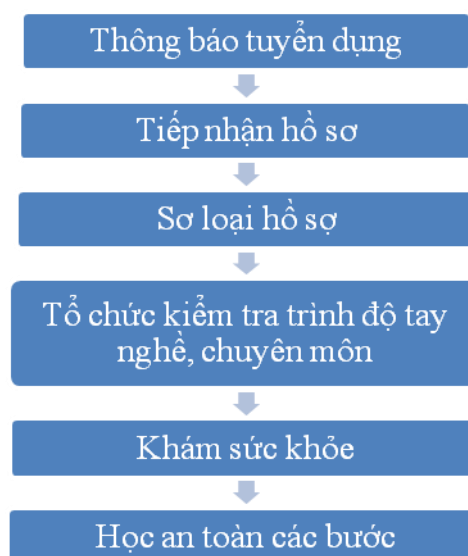 Thông báo tuyển dụng
Tiếp nhận hồ sơ
Sơ loại hồ sợ
Tổ chức kiểm tra trình độ tay
nghề, chuyên môn
Khám sức khỏe
Học an toàn các bước